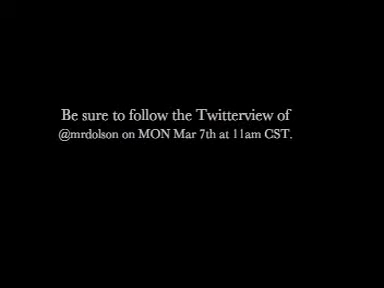 Be sure to follow the Twitterview of
@mrdolson on MON Mar 7th at 11am CST.